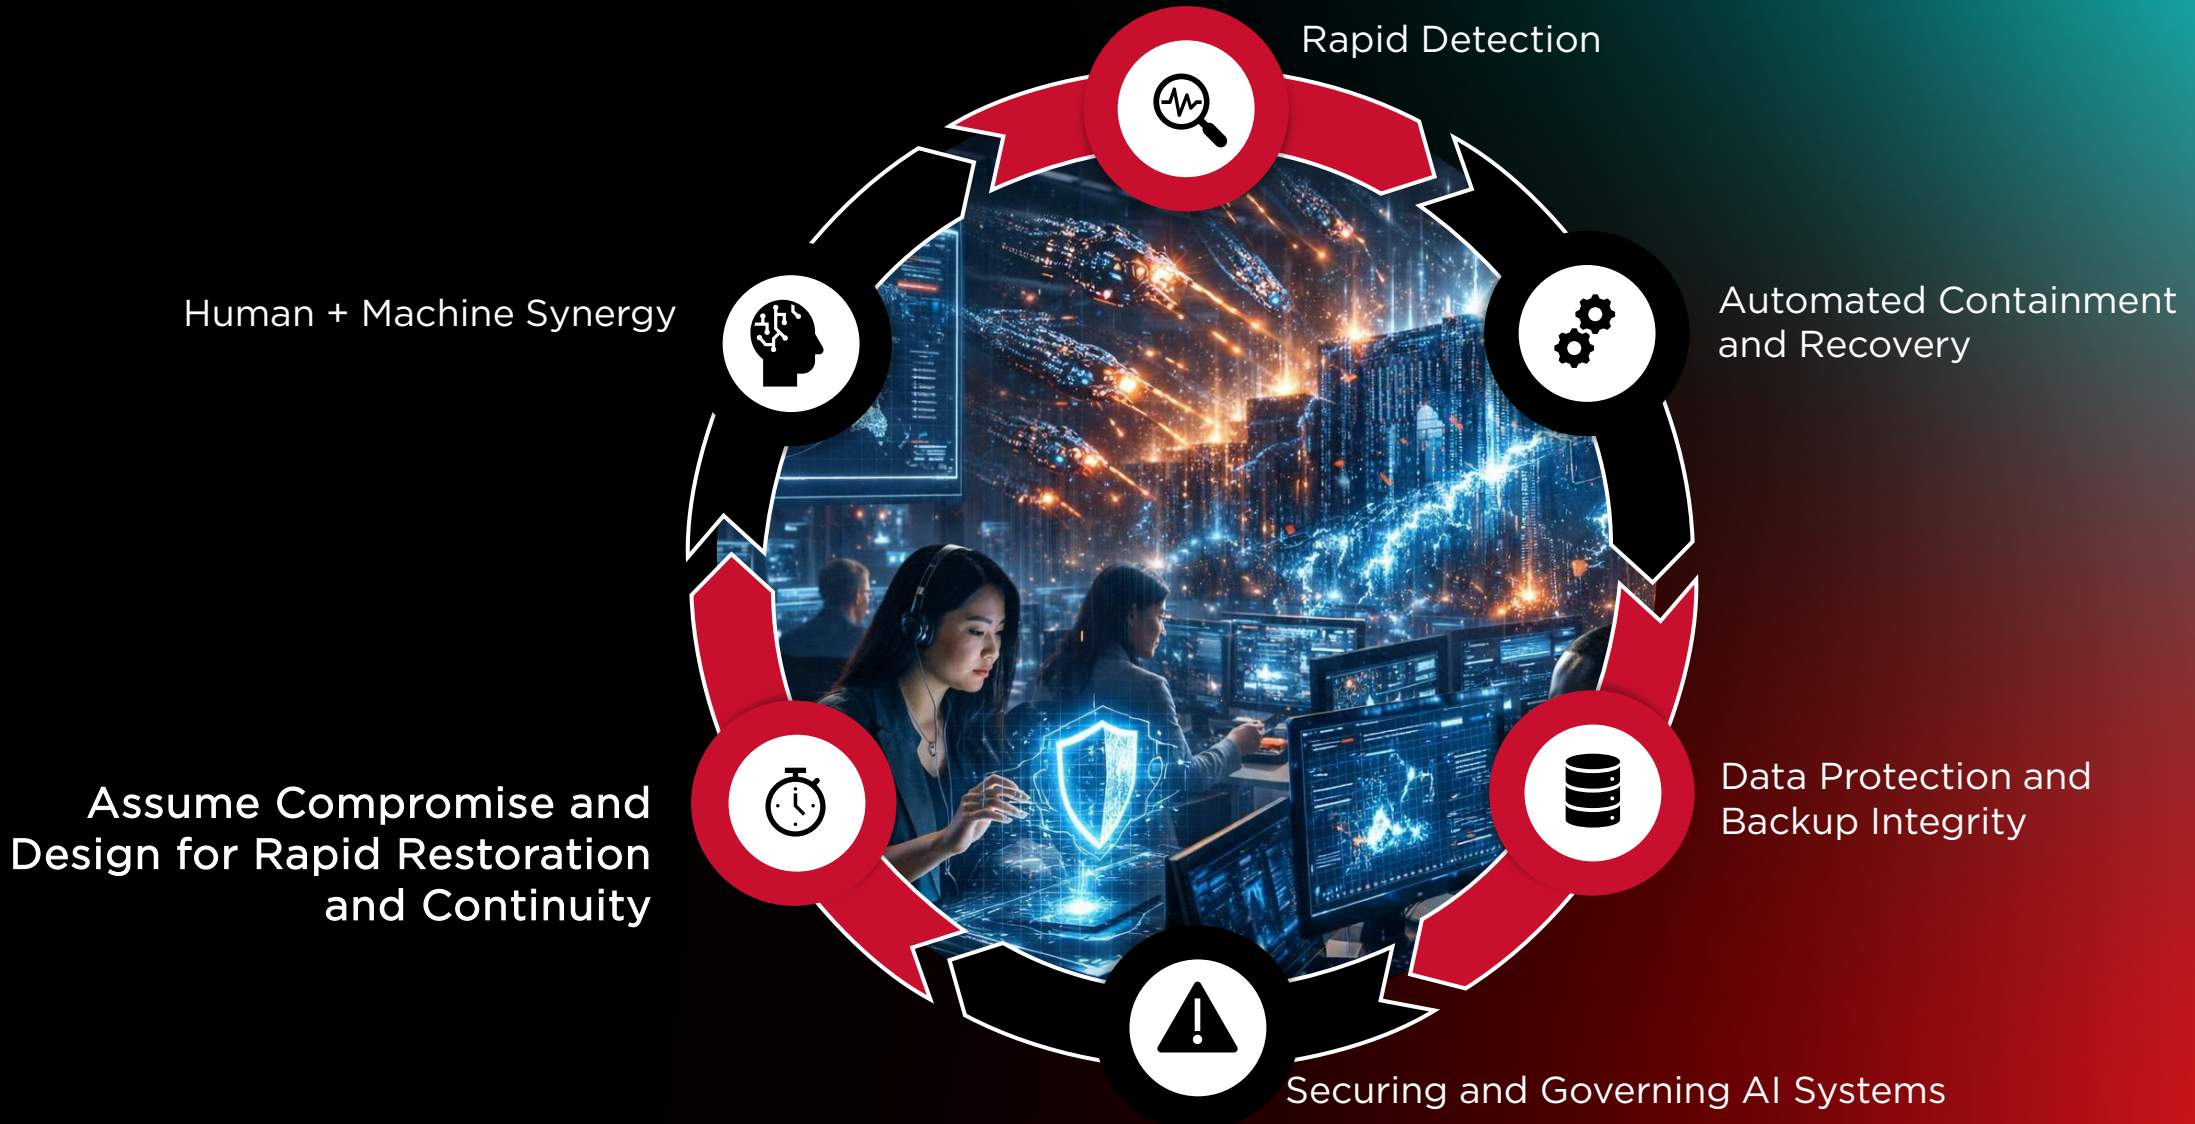 Rapid Detection
Automated Containment
and Recovery
Data Protection and
Backup Integrity
Securing and Governing AI Systems
Assume Compromise and
Design for Rapid Restoration
and Continuity
Human + Machine Synergy